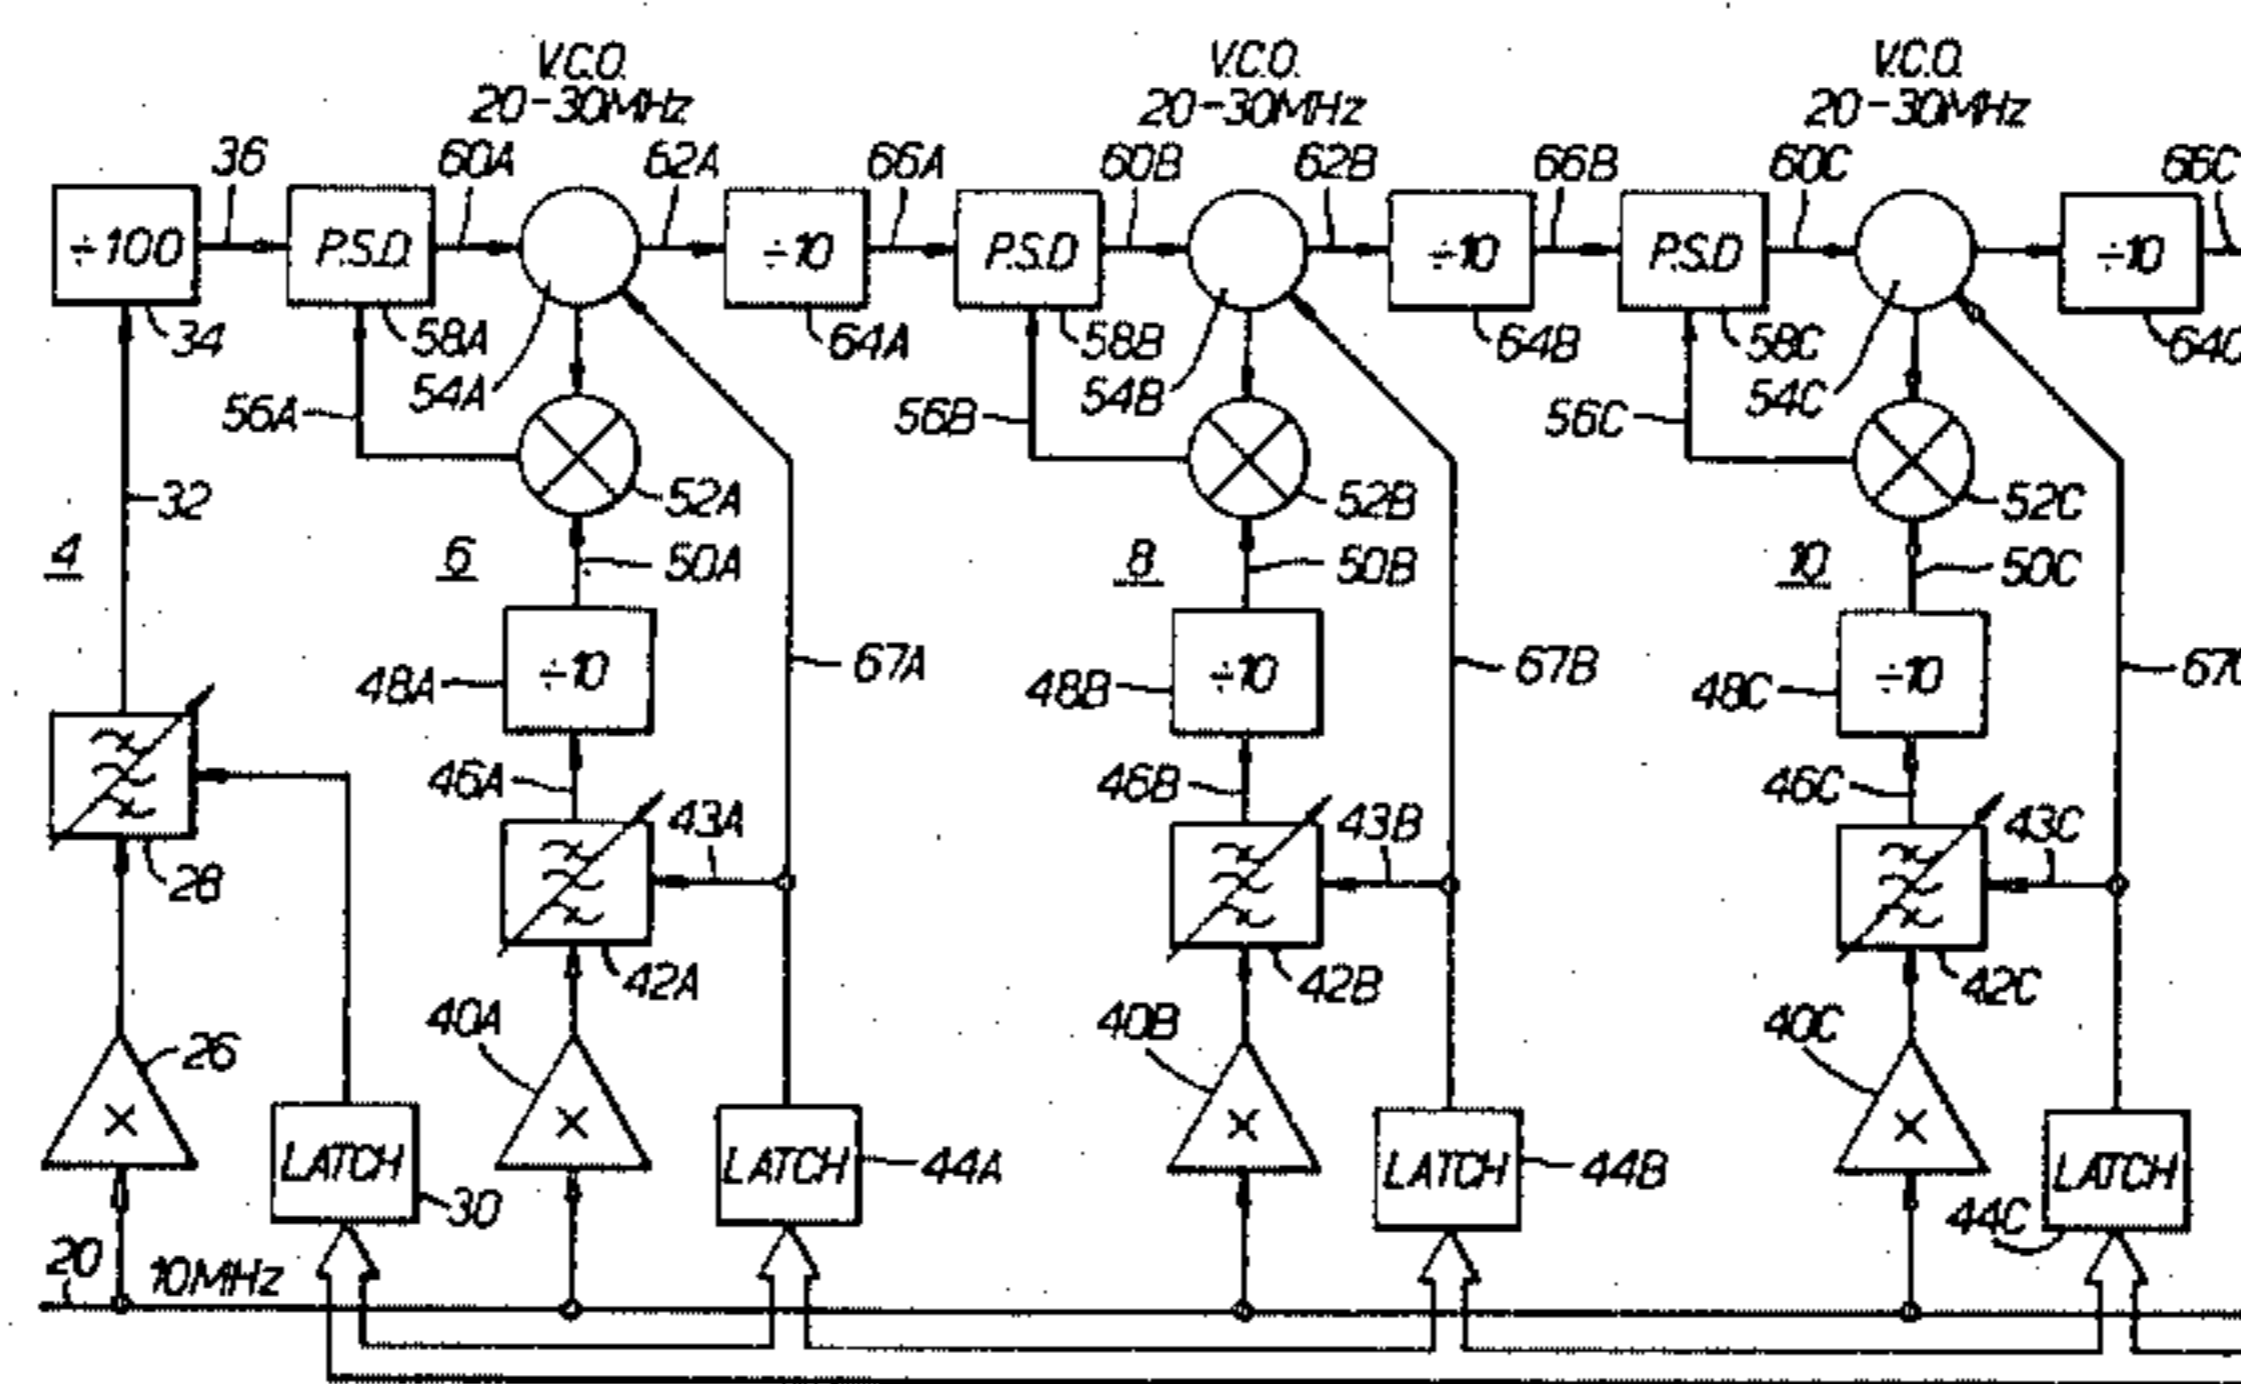 V.C.O. V.C.O. V.C.O.
20-30MHz 20-30MHz 20-30MHz
36 60A 62A 66A 60B 62B 66B 60C 66C
÷100 P.S.D. ÷10 P.S.D ÷10 P.S.D ÷10
34 58A 64A 58B 64B 58C
56A 54A 56B 54B 56C 54C
32 52A 52B 52C
4 6 50A 8 50B 10 50C
48A ÷10 67A 48B ÷10 67B 48C ÷10
46A 43A 46B 43B 46C 43C
28 42A 42B 42C
26 40A 40B 40C
× × × ×
LATCH LATCH 44A LATCH 44B LATCH
30 44C
20 10MHz